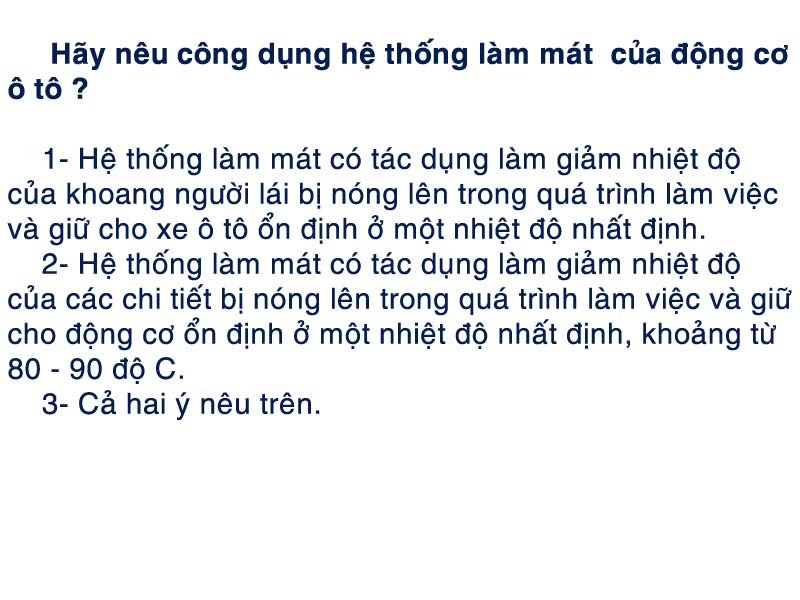 Hãy nêu công dụng hệ thống làm mát của động cơ
ô tô ?
1- Hệ thống làm mát có tác dụng làm giảm nhiệt độ
của khoang người lái bị nóng lên trong quá trình làm việc
và giữ cho xe ô tô ổn định ở một nhiệt độ nhất định.
2- Hệ thống làm mát có tác dụng làm giảm nhiệt độ
của các chi tiết bị nóng lên trong quá trình làm việc và giữ
cho động cơ ổn định ở một nhiệt độ nhất định, khoảng từ
80 - 90 độ C.
3- Cả hai ý nêu trên.